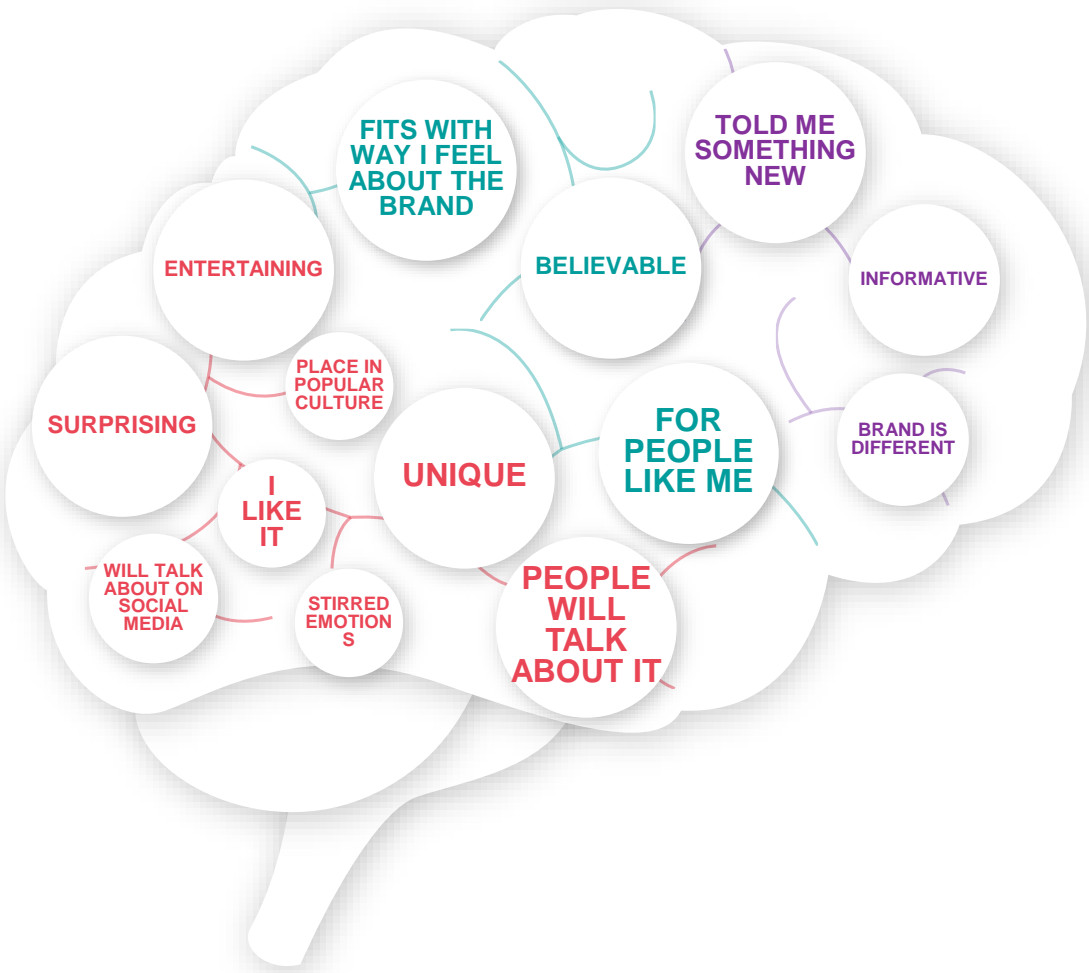 FITS WITH
WAY I FEEL
ABOUT THE
BRAND
TOLD ME
SOMETHING
NEW
ENTERTAINING
BELIEVABLE
INFORMATIVE
PLACE IN
POPULAR
CULTURE
SURPRISING
UNIQUE
FOR
PEOPLE
LIKE ME
BRAND IS
DIFFERENT
I
LIKE
IT
WILL TALK
ABOUT ON
SOCIAL
MEDIA
STIRRED
EMOTION
S
PEOPLE
WILL
TALK
ABOUT IT